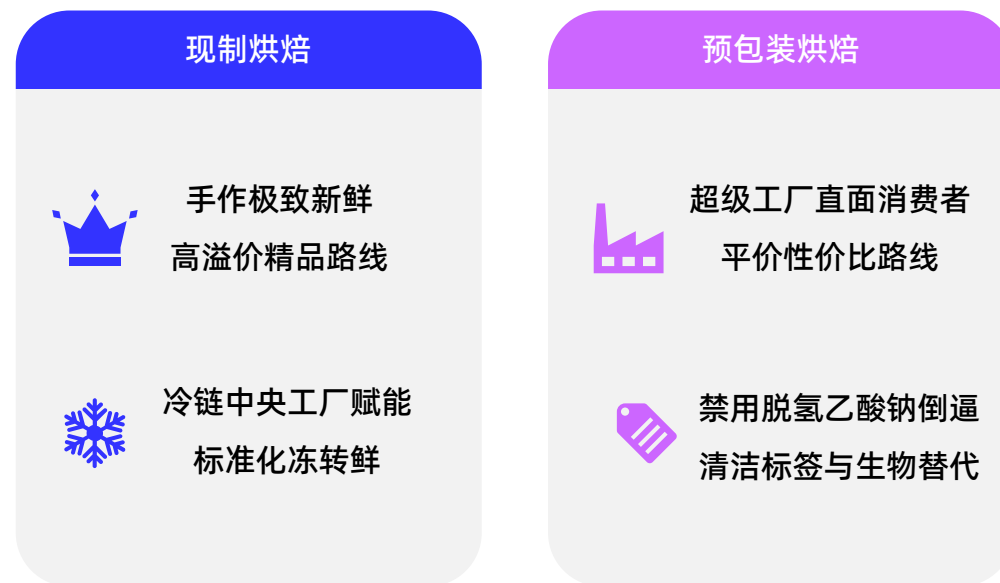 现制烘焙
手作极致新鲜
高溢价精品路线
冷链中央工厂赋能
标准化冻转鲜
预包装烘焙
超级工厂直面消费者
平价性价比路线
禁用脱氢乙酸钠倒逼
清洁标签与生物替代